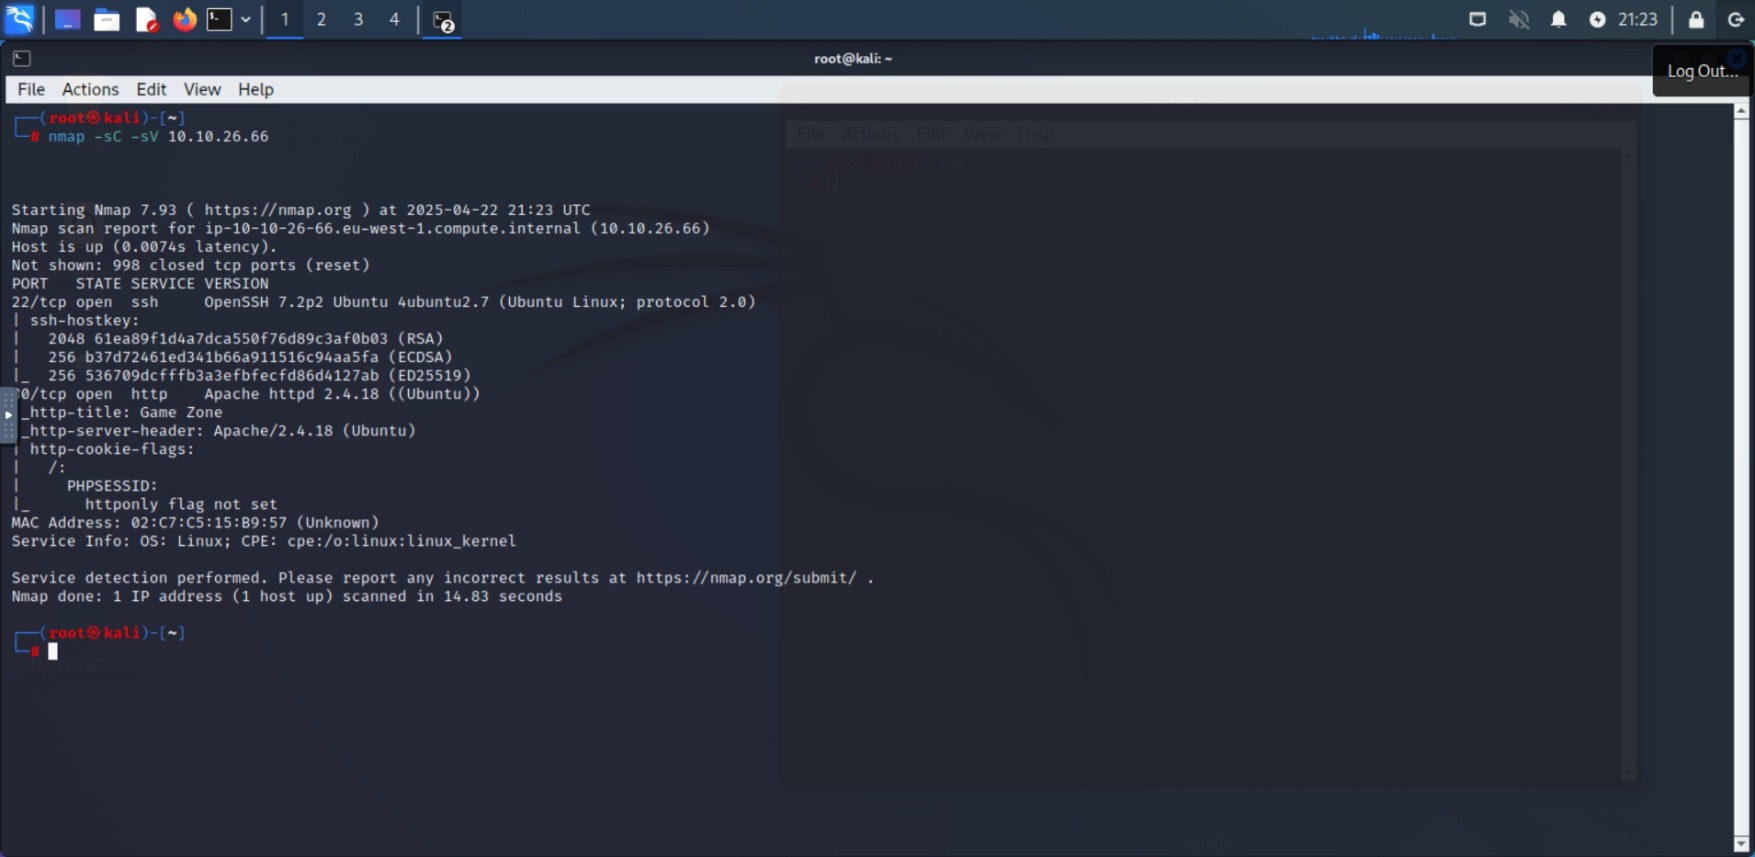 1 2 3 4 2 21:23
root@kali: ~
Log Out...
File Actions Edit View Help
File Actions Edit View Help
┌──(root㉿kali)-[~]
└─# nmap -sC -sV 10.10.26.66
Starting Nmap 7.93 ( https://nmap.org ) at 2025-04-22 21:23 UTC
Nmap scan report for ip-10-10-26-66.eu-west-1.compute.internal (10.10.26.66)
Host is up (0.0074s latency).
Not shown: 998 closed tcp ports (reset)
PORT   STATE SERVICE VERSION
22/tcp open  ssh     OpenSSH 7.2p2 Ubuntu 4ubuntu2.7 (Ubuntu Linux; protocol 2.0)
| ssh-hostkey:
|   2048 61ea89f1d4a7dca550f76d89c3af0b03 (RSA)
|   256 b37d72461ed341b66a911516c94aa5fa (ECDSA)
|_  256 536709dcfffb3a3efbfecfd86d4127ab (ED25519)
80/tcp open  http    Apache httpd 2.4.18 ((Ubuntu))
_http-title: Game Zone
_http-server-header: Apache/2.4.18 (Ubuntu)
| http-cookie-flags:
|   /:
|     PHPSESSID:
|_      httponly flag not set
MAC Address: 02:C7:C5:15:B9:57 (Unknown)
Service Info: OS: Linux; CPE: cpe:/o:linux:linux_kernel
Service detection performed. Please report any incorrect results at https://nmap.org/submit/ .
Nmap done: 1 IP address (1 host up) scanned in 14.83 seconds
┌──(root㉿kali)-[~]
└─#
NetworkCo